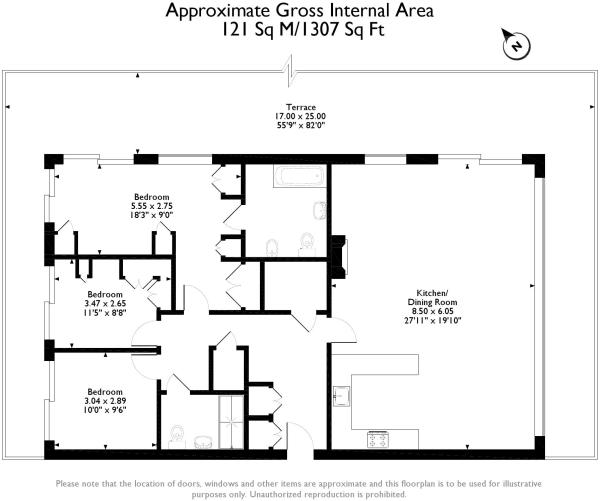 Approximate Gross Internal Area
121 Sq M/1307 Sq Ft
N
Terrace
17.00 x 25.00
55'9" x 82'0"
Bedroom
5.55 x 2.75
18'3" x 9'0"
Bedroom
3.47 x 2.65
11'5" x 8'8"
Kitchen/
Dining Room
8.50 x 6.05
27'11" x 19'10"
Bedroom
3.04 x 2.89
10'0" x 9'6"
Please note that the location of doors, windows and other items are approximate and this floorplan is to be used for illustrative
purposes only. Unauthorized reproduction is prohibited.